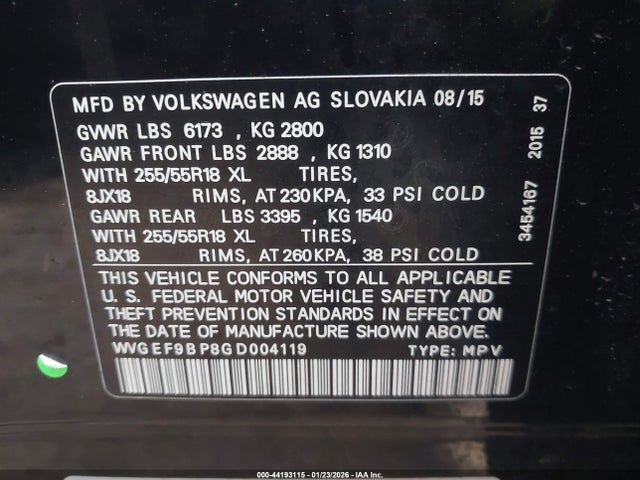 MFD BY VOLKSWAGEN AG SLOVAKIA 08/15
GVWR LBS 6173 , KG 2800
GAWR FRONT LBS 2888 , KG 1310
WITH 255/55R18 XL TIRES,
8JX18 RIMS, AT 230 KPA, 33 PSI COLD
GAWR REAR LBS 3395 , KG 1540
WITH 255/55R18 XL TIRES,
8JX18 RIMS, AT 260 KPA, 38 PSI COLD
THIS VEHICLE CONFORMS TO ALL APPLICABLE
U. S. FEDERAL MOTOR VEHICLE SAFETY AND
THEFT PREVENTION STANDARDS IN EFFECT ON THE
DATE OF MANUFACTURE SHOWN ABOVE.
WVGEF9BP8GD004119 TYPE: MPV
3454167 2015 37
000-44193115 - 01/23/2026 - IAA Inc.